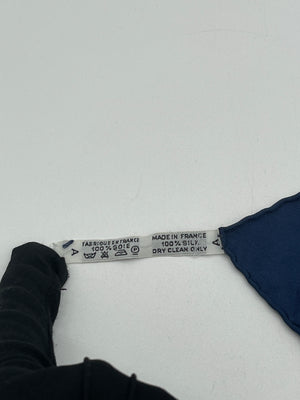 A
FABRIQUE EN FRANCE
100% SOIE
MADE IN FRANCE
100% SILK
DRY CLEAN ONLY
A